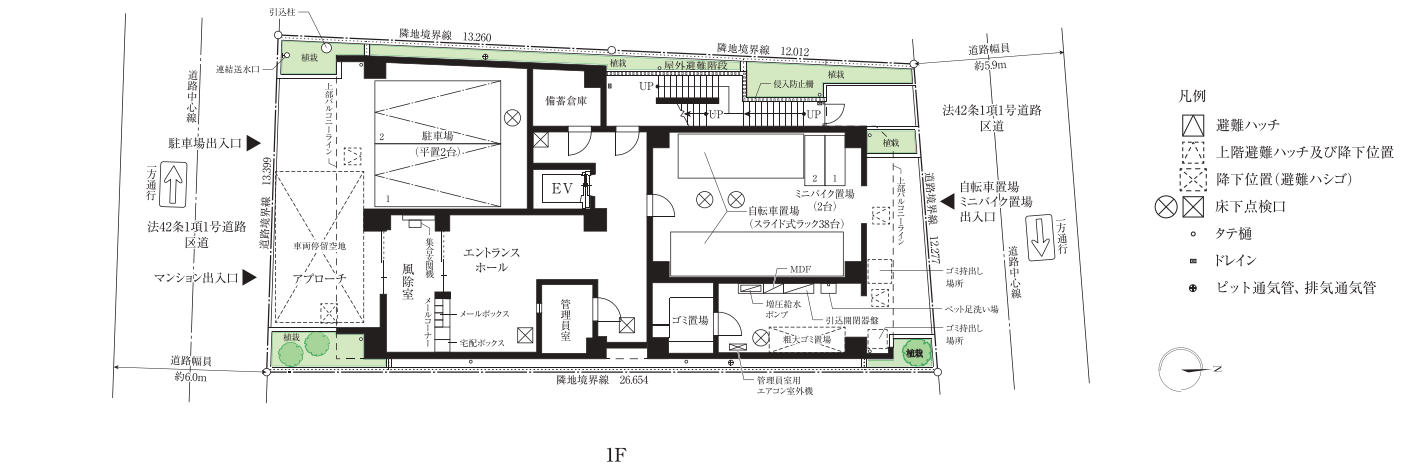 引込柱
隣地境界線 13.260
隣地境界線 12.012
道路幅員
約5.9m
植栽
連結送水口
植栽
屋外避難階段
植栽
侵入防止柵
UP
UP
UP
道路中心線
上部バルコニーライン
備蓄倉庫
駐車場
(平置2台)
2
1
駐車場出入口
一方通行
13.399
道路境界線
法42条1項1号道路
区道
車両停留空地
アプローチ
マンション出入口
EV
集合玄関機
風除室
エントランス
ホール
メールコーナー
メールボックス
宅配ボックス
管理員室
2
1
ミニバイク置場
(2台)
自転車置場
(スライド式ラック38台)
MDF
増圧給水
ポンプ
引込開閉器盤
ゴミ置場
粗大ゴミ置場
管理員室用
エアコン室外機
植栽
上部バルコニーライン
道路境界線 12.277
法42条1項1号道路
区道
自転車置場
ミニバイク置場
出入口
一方通行
道路中心線
ゴミ持出し
場所
ペット足洗い場
ゴミ持出し
場所
植栽
植栽
道路幅員
約6.0m
隣地境界線 26.654
凡例
避難ハッチ
上階避難ハッチ及び降下位置
降下位置(避難ハシゴ)
床下点検口
タテ樋
ドレイン
ピット通気管、排気通気管
N
1F